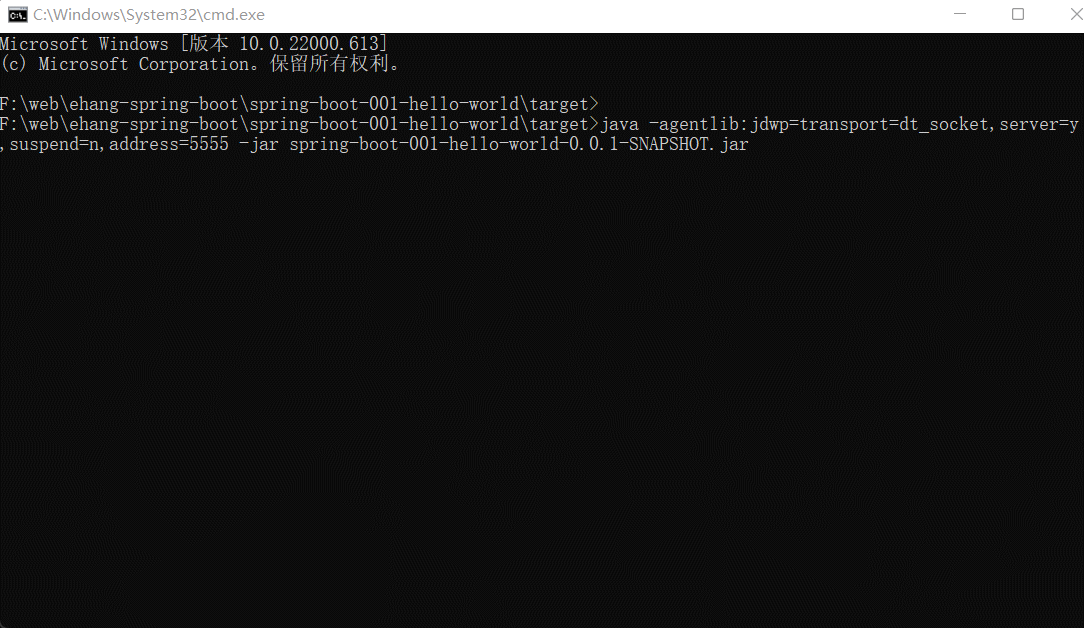 C:\Windows\System32\cmd.exe
Microsoft Windows [版本 10.0.22000.613]
(c) Microsoft Corporation。保留所有权利。
F:\web\ehang-spring-boot\spring-boot-001-hello-world\target>
F:\web\ehang-spring-boot\spring-boot-001-hello-world\target>java -agentlib:jdwp=transport=dt_socket,server=y
,suspend=n,address=5555 -jar spring-boot-001-hello-world-0.0.1-SNAPSHOT.jar